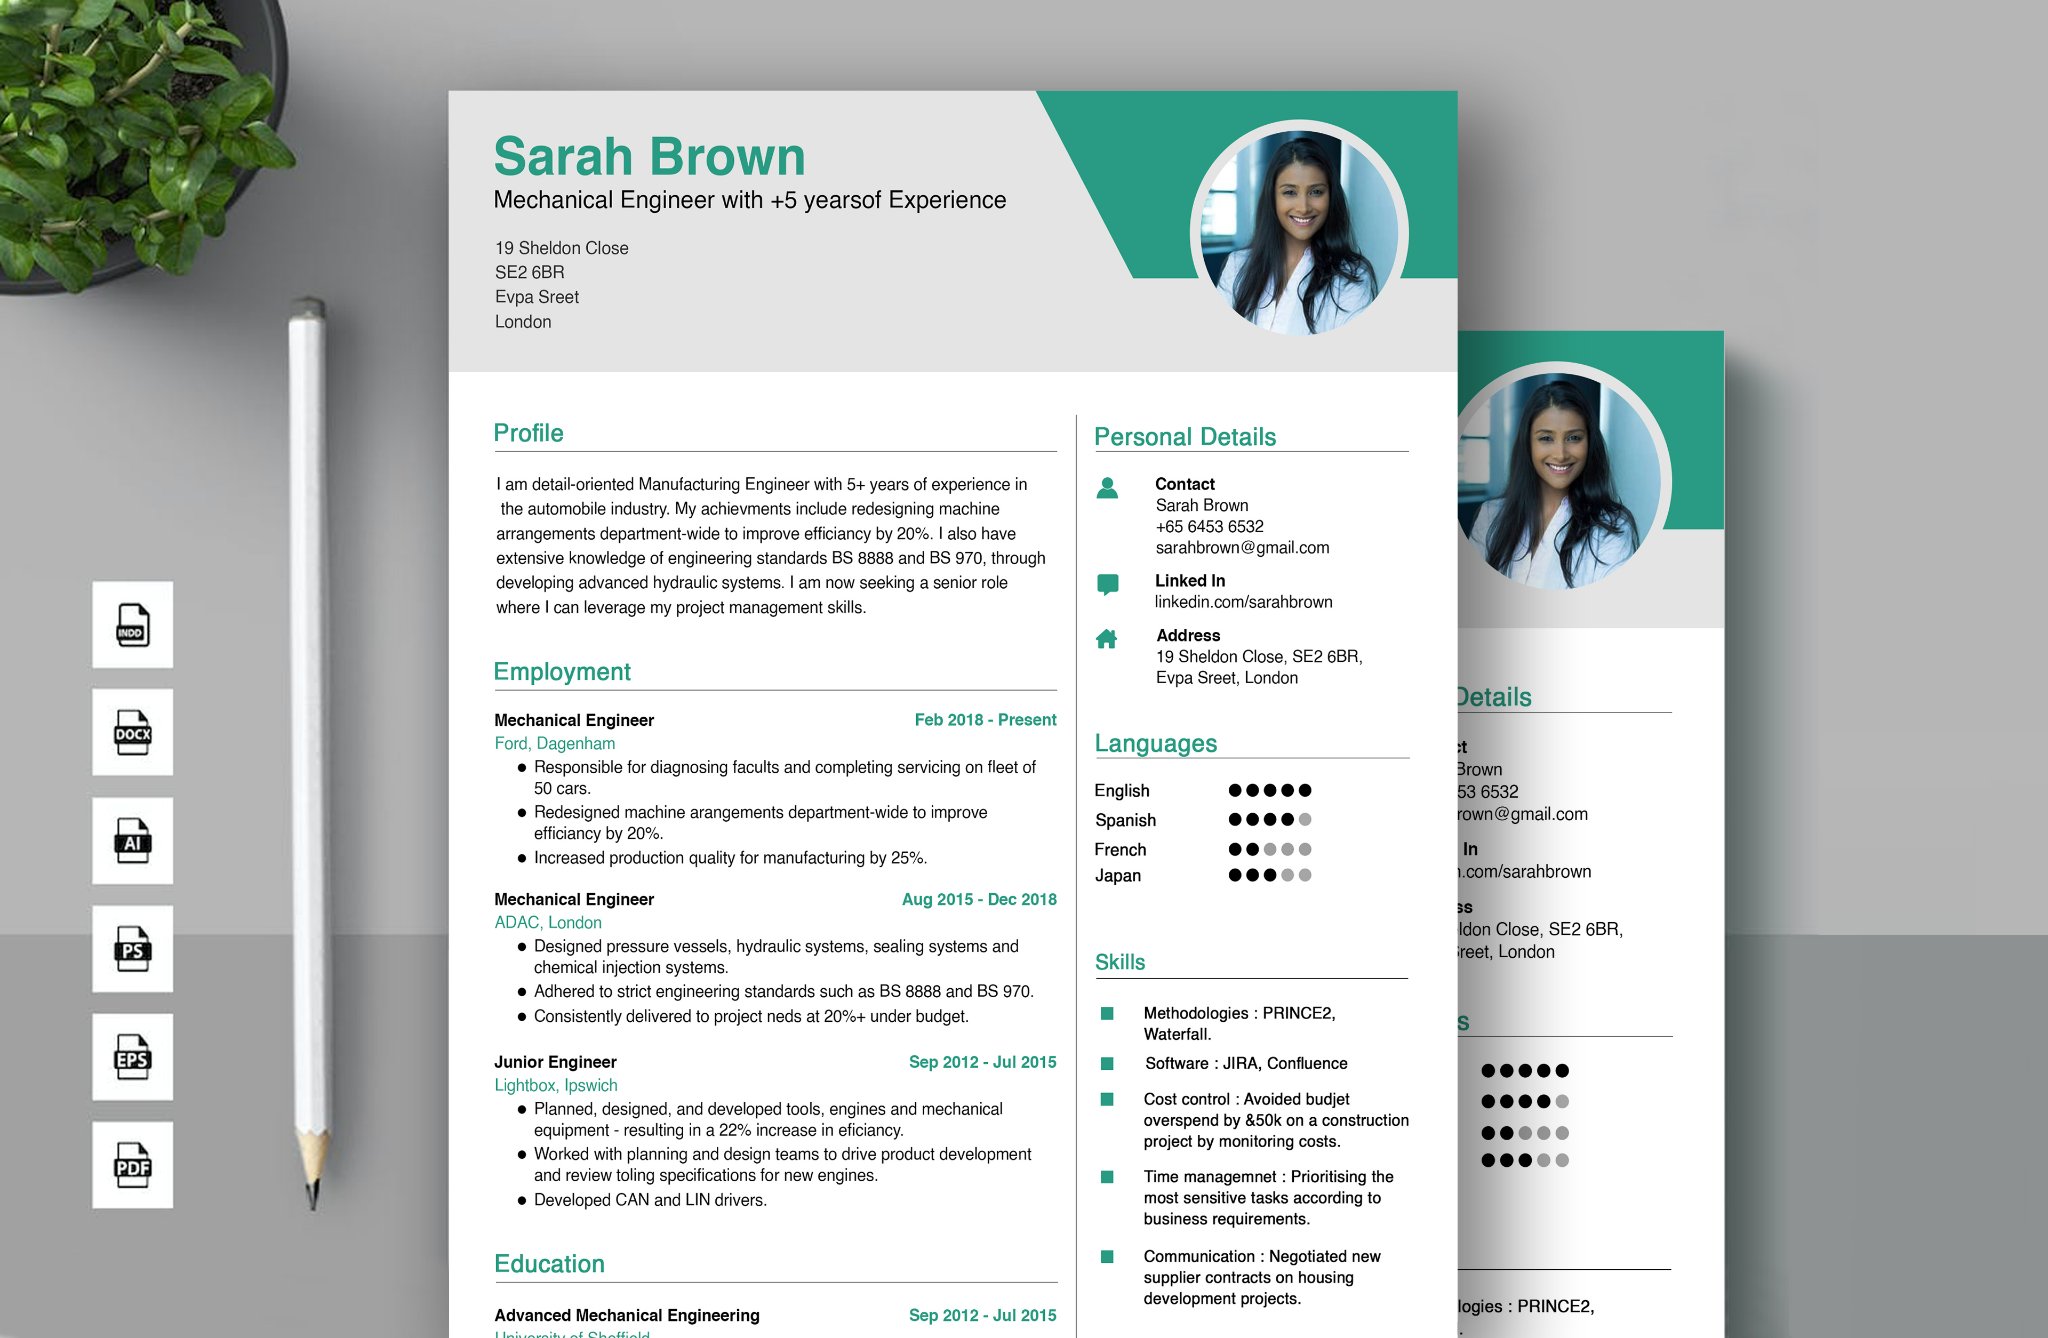 Sarah Brown
Mechanical Engineer with +5 yearsof Experience
19 Sheldon Close
SE2 6BR
Evpa Sreet
London
Profile
I am detail-oriented Manufacturing Engineer with 5+ years of experience in
the automobile industry. My achievments include redesigning machine
arrangements department-wide to improve efficiancy by 20%. I also have
extensive knowledge of engineering standards BS 8888 and BS 970, through
developing advanced hydraulic systems. I am now seeking a senior role
where I can leverage my project management skills.
Employment
Mechanical Engineer Feb 2018 - Present
Ford, Dagenham
● Responsible for diagnosing facults and completing servicing on fleet of
50 cars.
● Redesigned machine arangements department-wide to improve
efficiancy by 20%.
● Increased production quality for manufacturing by 25%.
Mechanical Engineer Aug 2015 - Dec 2018
ADAC, London
● Designed pressure vessels, hydraulic systems, sealing systems and
chemical injection systems.
● Adhered to strict engineering standards such as BS 8888 and BS 970.
● Consistently delivered to project neds at 20%+ under budget.
Junior Engineer Sep 2012 - Jul 2015
Lightbox, Ipswich
● Planned, designed, and developed tools, engines and mechanical
equipment - resulting in a 22% increase in eficiancy.
● Worked with planning and design teams to drive product development
and review toling specifications for new engines.
● Developed CAN and LIN drivers.
Education
Advanced Mechanical Engineering Sep 2012 - Jul 2015
University of Sheffield
Personal Details
Contact
Sarah Brown
+65 6453 6532
sarahbrown@gmail.com
Linked In
linkedin.com/sarahbrown
Address
19 Sheldon Close, SE2 6BR,
Evpa Sreet, London
Languages
English
Spanish
French
Japan
Skills
Methodologies : PRINCE2,
Waterfall.
Software : JIRA, Confluence
Cost control : Avoided budjet
overspend by &50k on a construction
project by monitoring costs.
Time managemnet : Prioritising the
most sensitive tasks according to
business requirements.
Communication : Negotiated new
supplier contracts on housing
development projects.
Details
ct
Brown
53 6532
rown@gmail.com
In
n.com/sarahbrown
ss
ldon Close, SE2 6BR,
reet, London
s
logies : PRINCE2,
INDD
DOCX
AI
PS
EPS
PDF